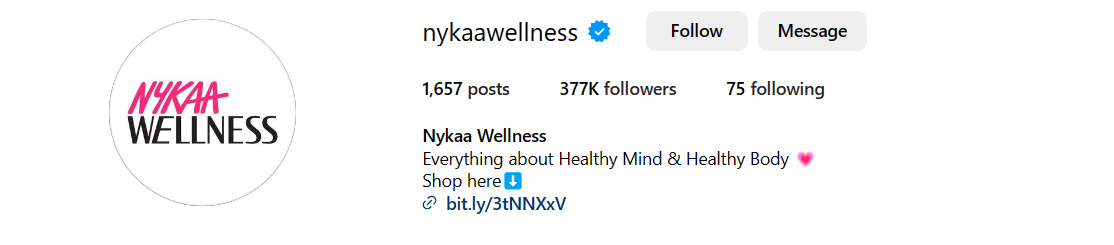 NYKAA
WELLNESS
nykaawellness
Follow
Message
1,657 posts
377K followers
75 following
Nykaa Wellness
Everything about Healthy Mind & Healthy Body 💗
Shop here⬇️
bit.ly/3tNNXxV